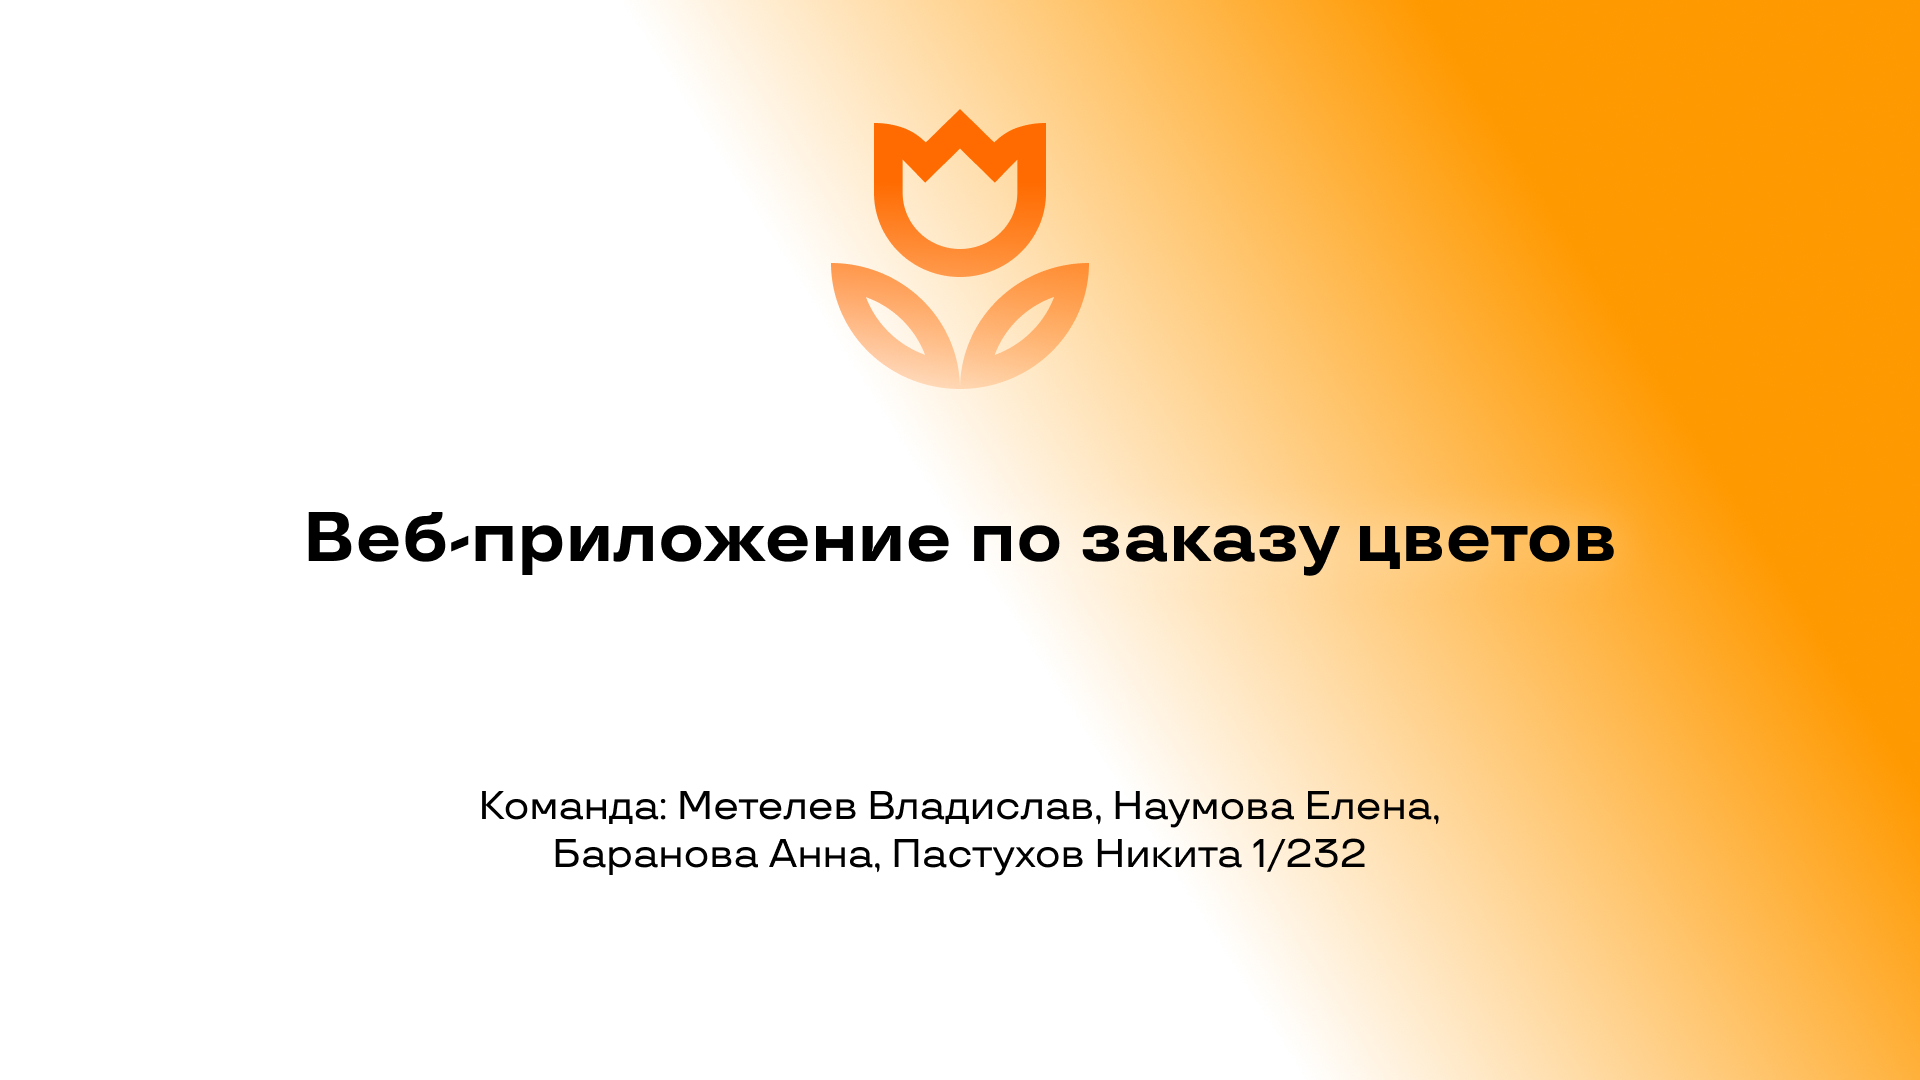 Веб-приложение по заказу цветов
Команда: Метелев Владислав, Наумова Елена,
Баранова Анна, Пастухов Никита 1/232